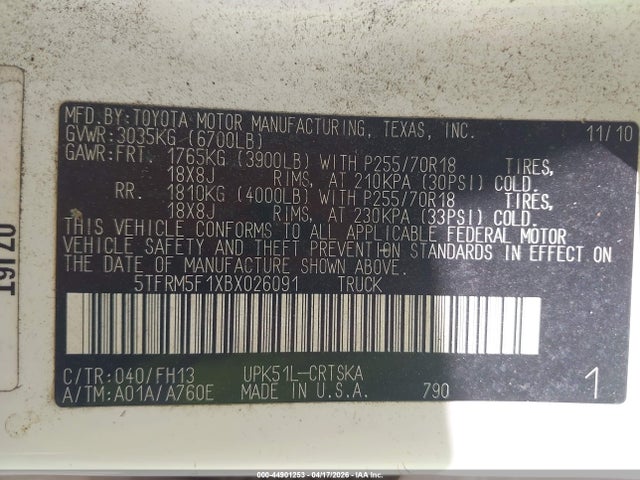 MFD.BY:TOYOTA MOTOR MANUFACTURING, TEXAS, INC. 11/10
GVWR:3035KG (6700LB)
GAWR:FRT. 1765KG (3900LB) WITH P255/70R18 TIRES,
18X8J RIMS, AT 210KPA (30PSI) COLD.
RR. 1810KG (4000LB) WITH P255/70R18 TIRES,
18X8J RIMS, AT 230KPA (33PSI) COLD.
THIS VEHICLE CONFORMS TO ALL APPLICABLE FEDERAL MOTOR
VEHICLE SAFETY AND THEFT PREVENTION STANDARDS IN EFFECT ON
THE DATE OF MANUFACTURE SHOWN ABOVE.
5TFRM5F1XBX026091 TRUCK
C/TR:040/FH13 UPK51L-CRTSKA
A/TM:A01A/A760E MADE IN U.S.A. 790 1
000-44901253 - 04/17/2026 - IAAI, Inc.